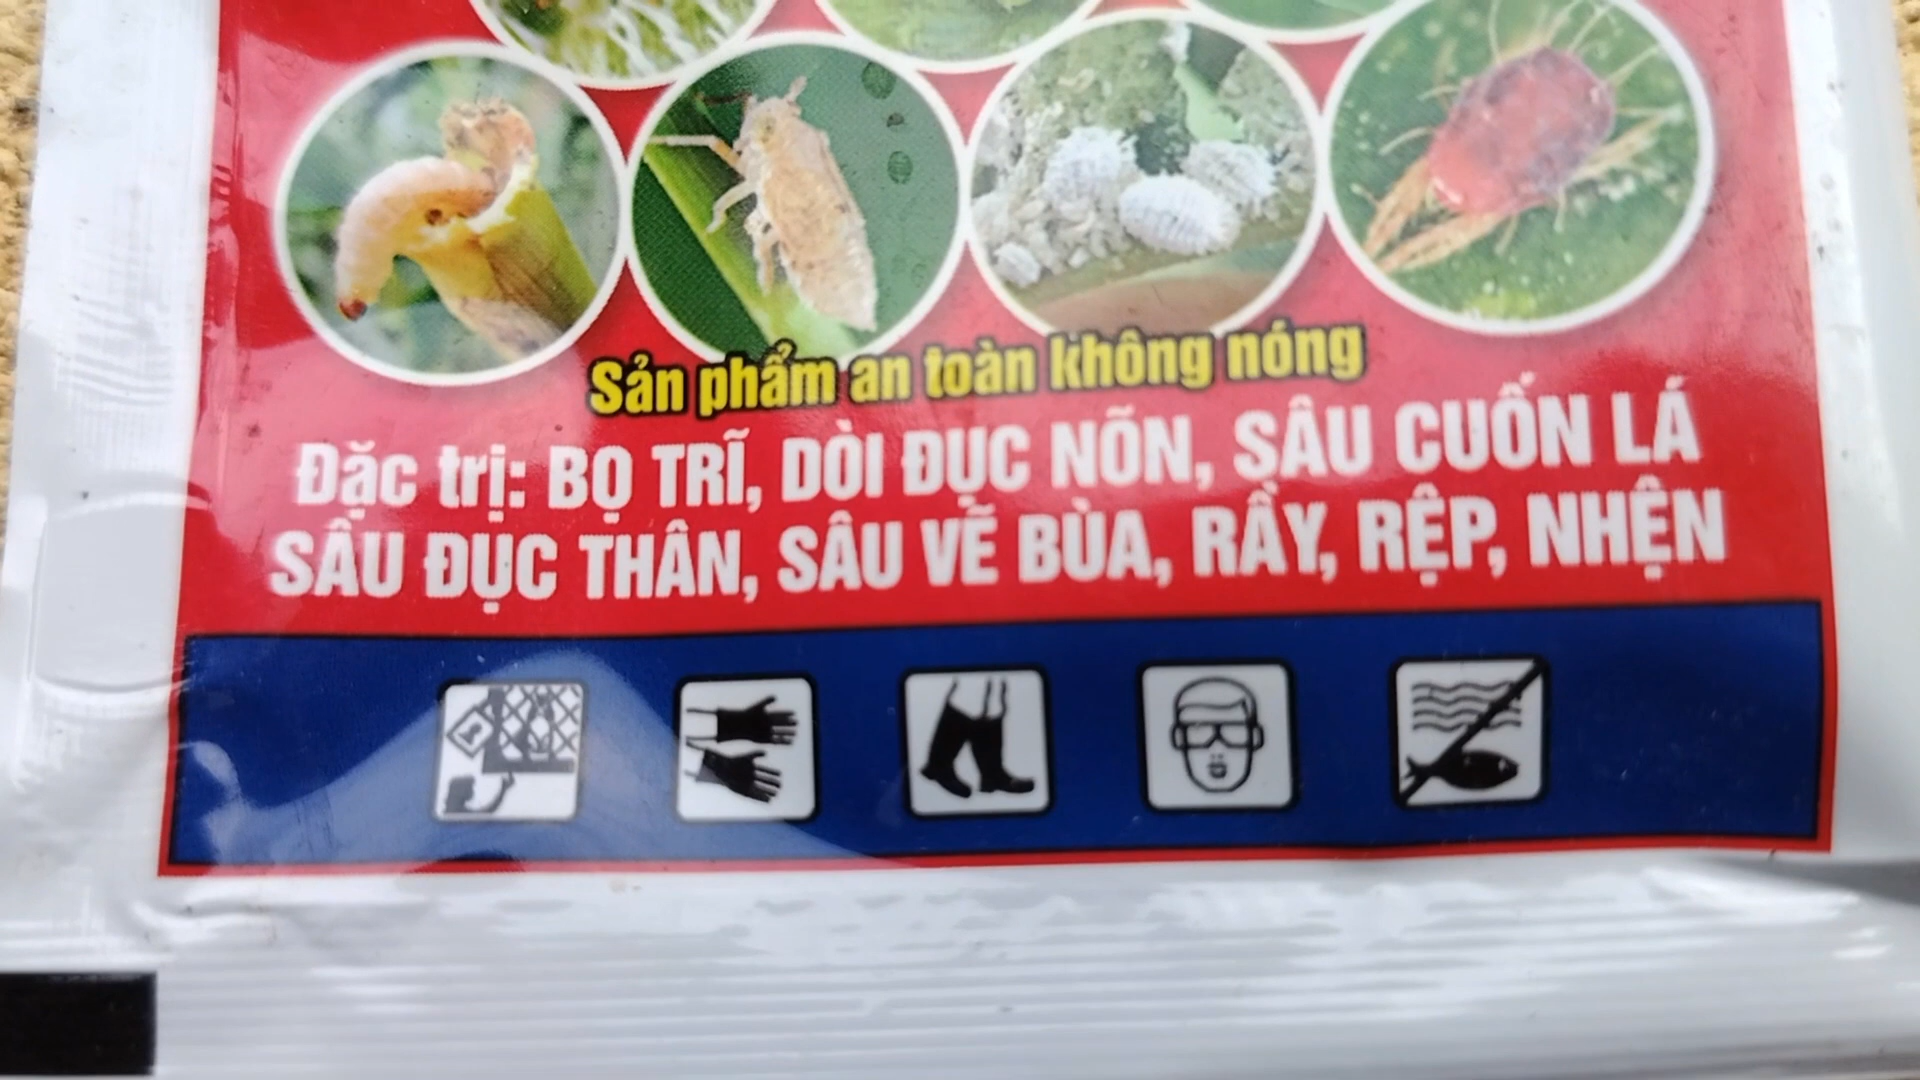 Sản phẩm an toàn không nóng
Đặc trị: BỌ TRĨ, DÒI ĐỤC NÕN, SÂU CUỐN LÁ
SÂU ĐỤC THÂN, SÂU VẼ BÙA, RẦY, RỆP, NHỆN